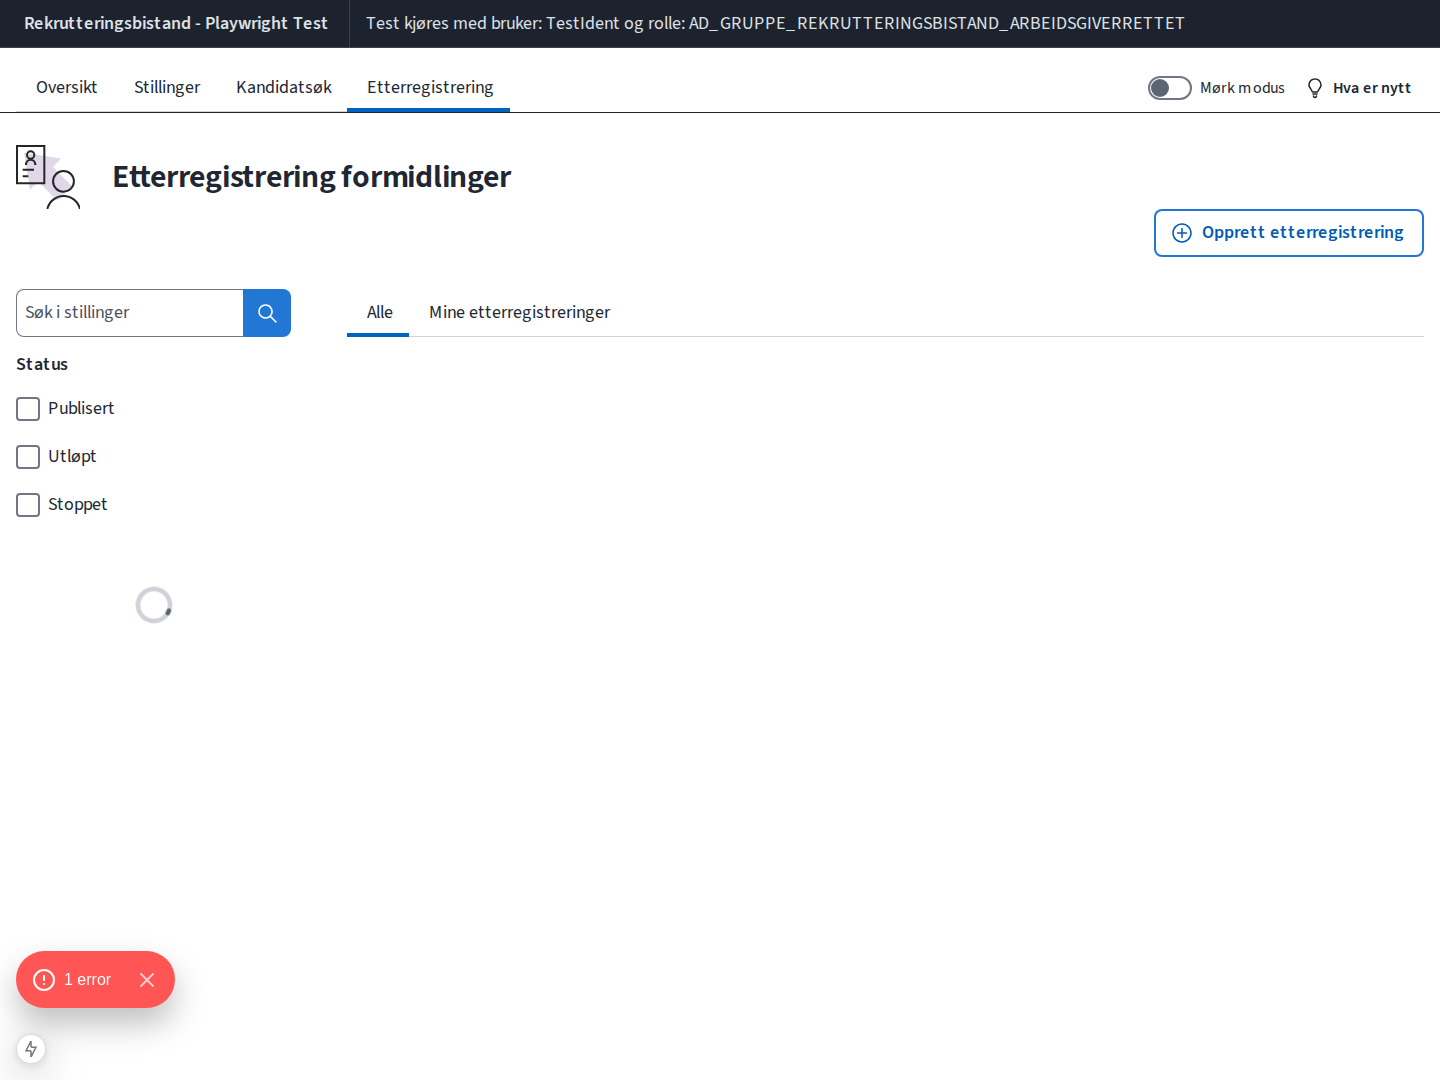 Rekrutteringsbistand - Playwright Test
Test kjøres med bruker: TestIdent og rolle: AD_GRUPPE_REKRUTTERINGSBISTAND_ARBEIDSGIVERRETTET
Oversikt
Stillinger
Kandidatsøk
Etterregistrering
Mørk modus
Hva er nytt
Etterregistrering formidlinger
Opprett etterregistrering
Søk i stillinger
Alle
Mine etterregistreringer
Status
Publisert
Utløpt
Stoppet
1 error